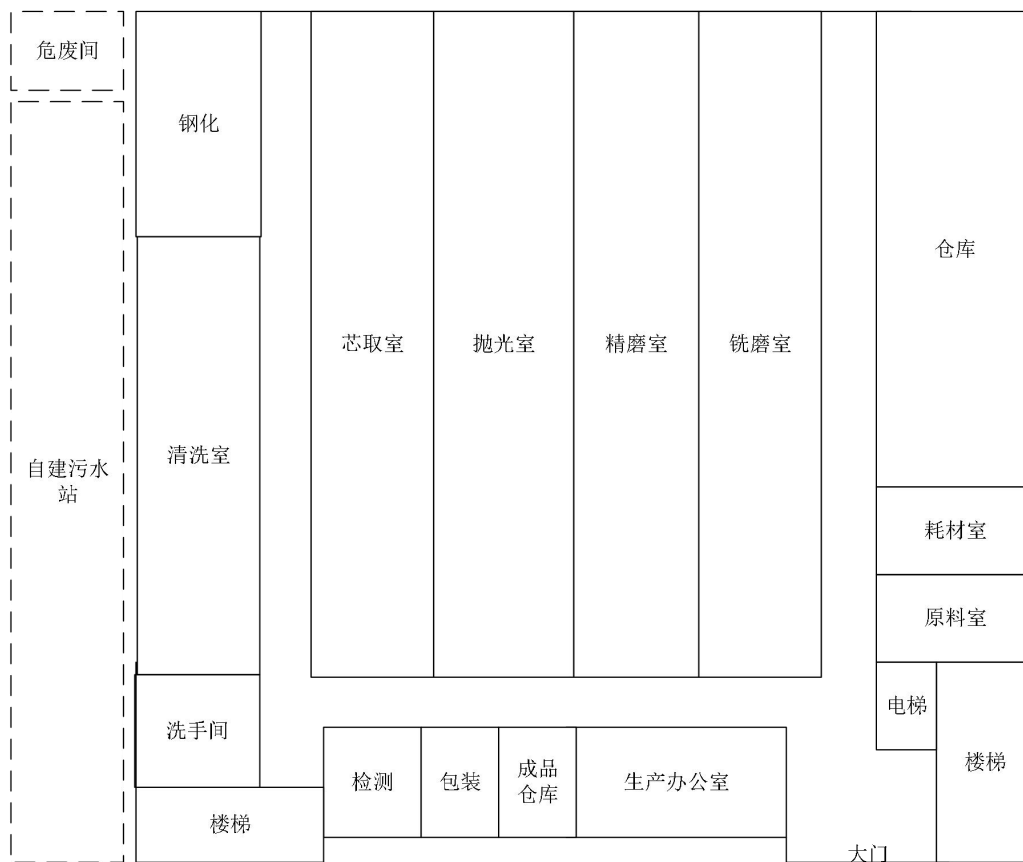 危废间
钢化
仓库
芯取室
抛光室
精磨室
铣磨室
清洗室
自建污水
站
耗材室
原料室
电梯
洗手间
楼梯
检测
包装
成品
仓库
生产办公室
楼梯
大门